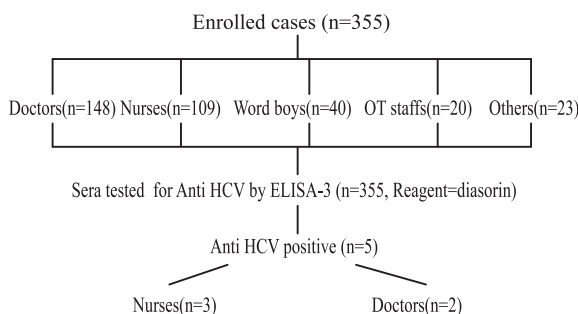 Enrolled cases (n=355)
Doctors(n=148) Nurses(n=109) Word boys(n=40) OT staffs(n=20) Others(n=23)
Sera tested for Anti HCV by ELISA-3 (n=355, Reagent=diasorin)
Anti HCV positive (n=5)
Nurses(n=3) Doctors(n=2)